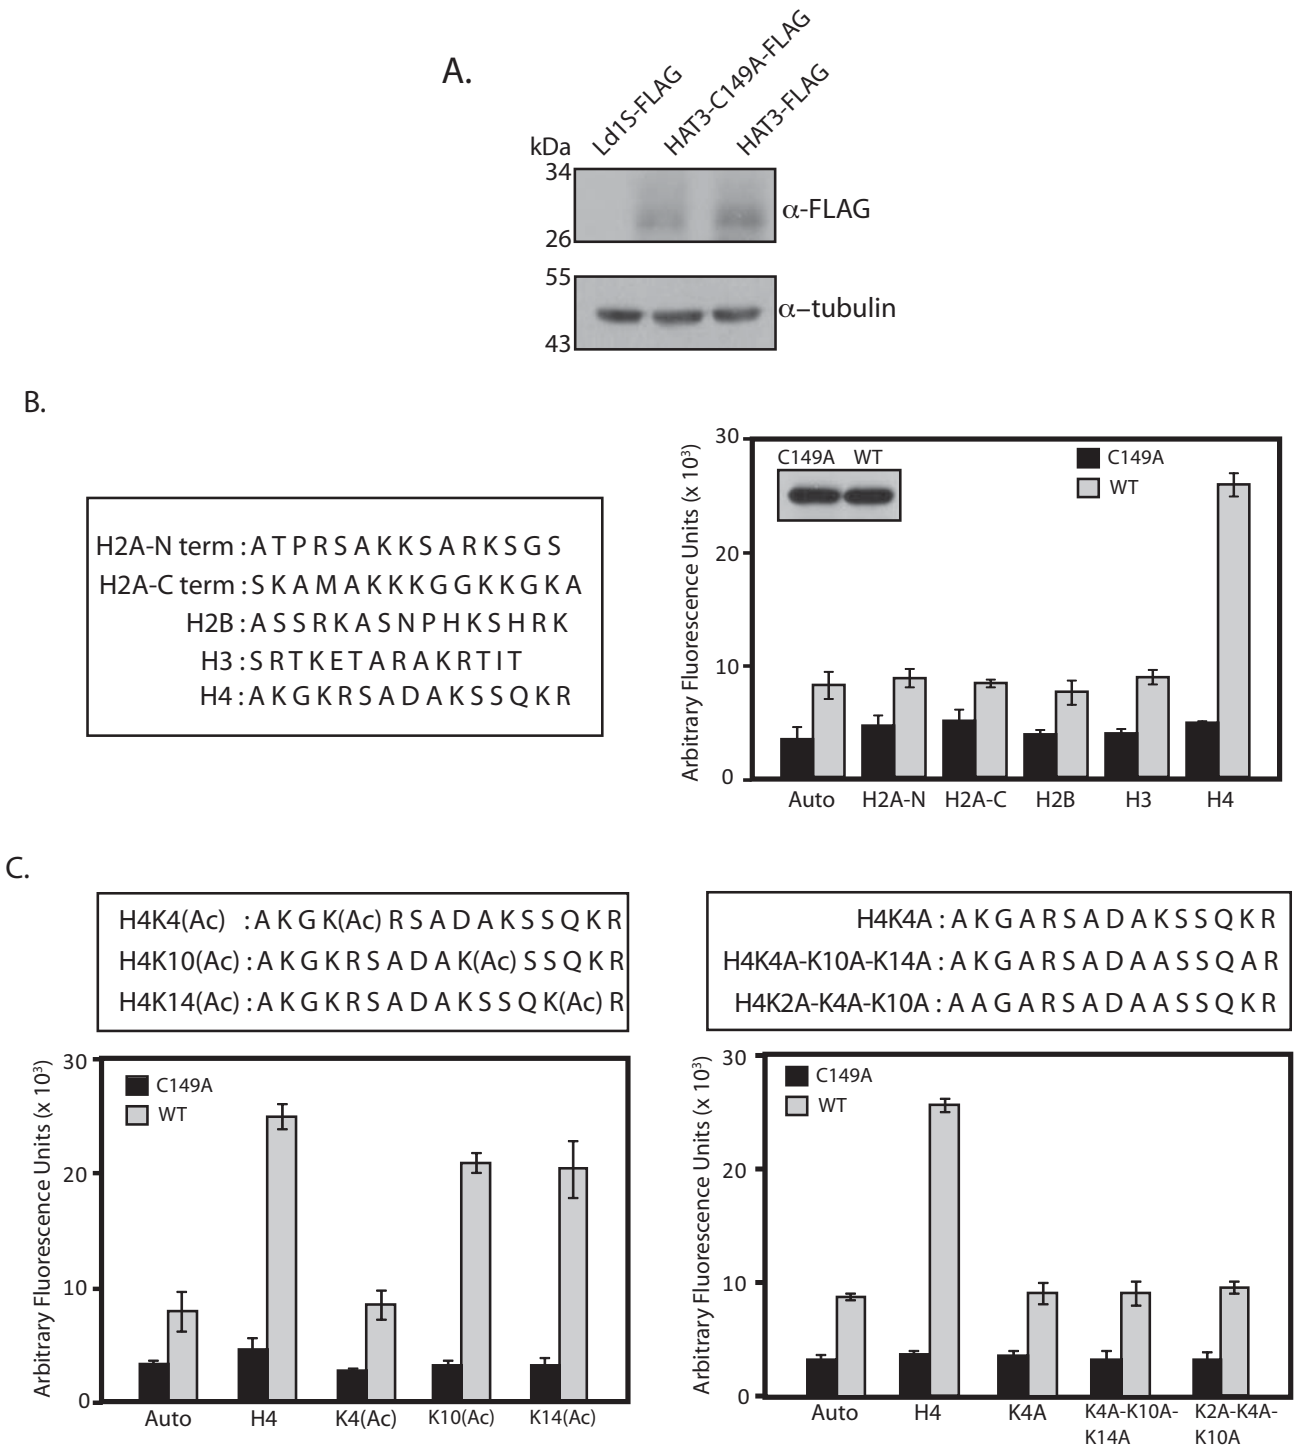 A.
Ld1S-FLAG
HAT3-C149A-FLAG
HAT3-FLAG
kDa
34
26
α-FLAG
55
43
α–tubulin
B.
H2A-N term : A T P R S A K K S A R K S G S
H2A-C term : S K A M A K K K G G K K G K A
H2B : A S S R K A S N P H K S H R K
H3 : S R T K E T A R A K R T I T
H4 : A K G K R S A D A K S S Q K R
Arbitrary Fluorescence Units (x 10³)
30
20
10
0
C149A WT
C149A
WT
Auto H2A-N H2A-C H2B H3 H4
C.
H4K4(Ac) : A K G K(Ac) R S A D A K S S Q K R
H4K10(Ac) : A K G K R S A D A K(Ac) S S Q K R
H4K14(Ac) : A K G K R S A D A K S S Q K(Ac) R
Arbitrary Fluorescence Units (x 10³)
30
20
10
0
C149A
WT
Auto H4 K4(Ac) K10(Ac) K14(Ac)
H4K4A : A K G A R S A D A K S S Q K R
H4K4A-K10A-K14A : A K G A R S A D A A S S Q A R
H4K2A-K4A-K10A : A A G A R S A D A A S S Q K R
Arbitrary Fluorescence Units (x 10³)
30
20
10
0
C149A
WT
Auto H4 K4A K4A-K10A- K2A-K4A-
K14A K10A